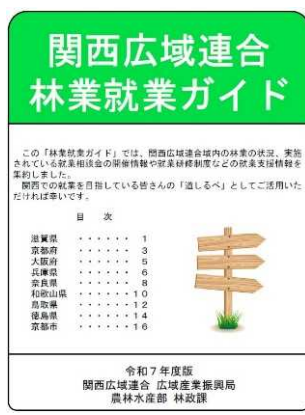 関西広域連合
林業就業ガイド
この「林業就業ガイド」では、関西広域連合域内の林業の状況、実施
されている就業相談会の開催情報や就業研修制度などの就業支援情報を
集約しました。
関西での就業を目指している皆さんの「道しるべ」としてご活用いた
だければ幸いです。
目 次
滋賀県 ・・・・・・ 1
京都府 ・・・・・・ 3
大阪府 ・・・・・・ 5
兵庫県 ・・・・・・ 6
奈良県 ・・・・・・ 8
和歌山県 ・・・・・・10
鳥取県 ・・・・・・12
徳島県 ・・・・・・14
京都市 ・・・・・・16
令和７年度版
関西広域連合 広域産業振興局
農林水産部 林政課